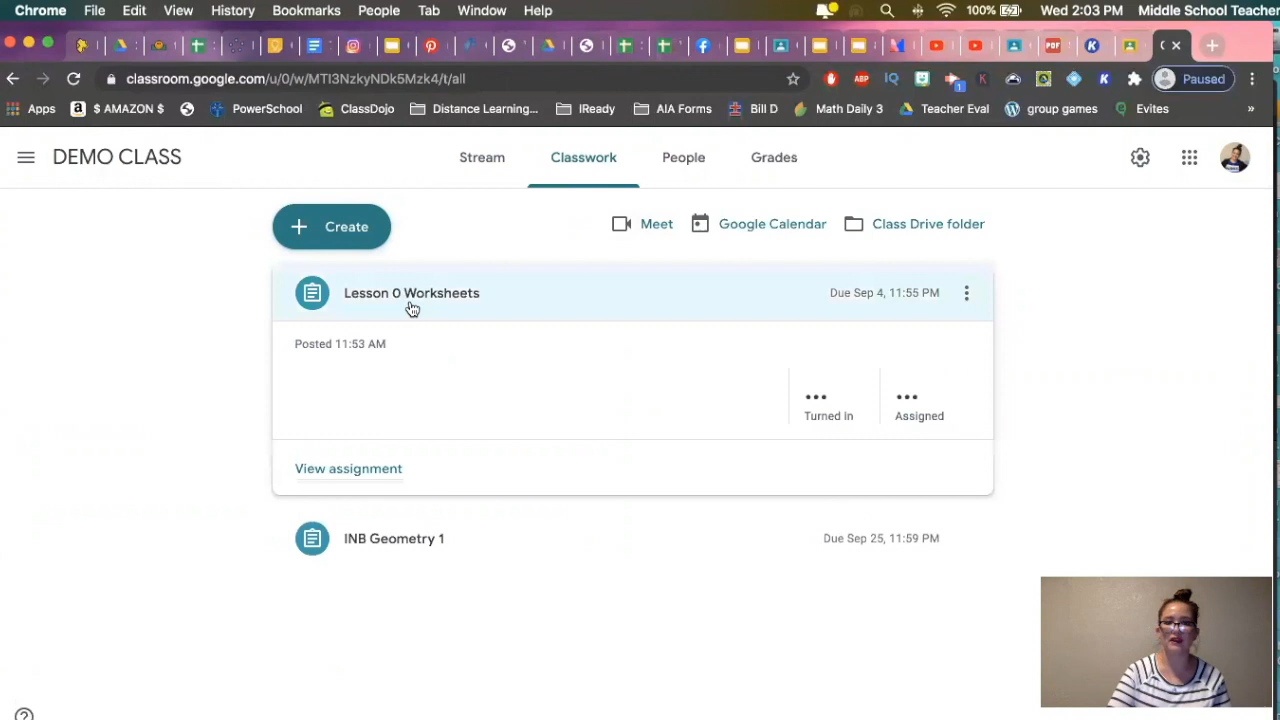 Chrome File Edit View History Bookmarks People Tab Window Help 100% Wed 2:03 PM Middle School Teacher
classroom.google.com/u/0/w/MTI3NzkyNDk5Mzk4/t/all Paused
Apps $ AMAZON $ PowerSchool ClassDojo Distance Learning... IReady AIA Forms Bill D Math Daily 3 Teacher Eval group games Evites »
DEMO CLASS Stream Classwork People Grades
Create Meet Google Calendar Class Drive folder
Lesson 0 Worksheets Due Sep 4, 11:55 PM
Posted 11:53 AM
Turned in Assigned
View assignment
INB Geometry 1 Due Sep 25, 11:59 PM